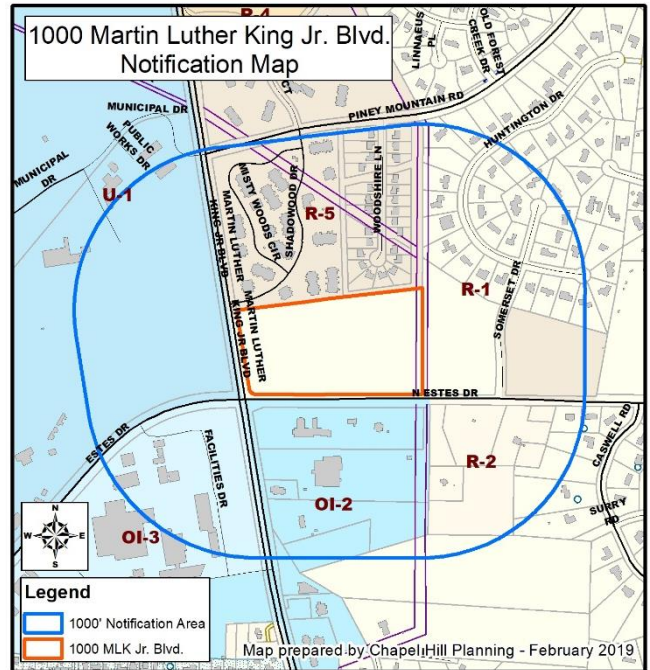 R-4
1000 Martin Luther King Jr. Blvd.
Notification Map
LINNAEUS
PL
OLD FOREST
CREEK DR
CT
HUNTINGTON DR
MUNICIPAL DR
PINEY MOUNTAIN RD
PUBLIC
WORKS DR
MUNICIPAL
DR
U-1
MISTY WOODS CIR
SHADOWOOD DR
R-5
WOODSHIRE LN
MARTIN LUTHER
KING JR BLVD
R-1
SOMERSET DR
MARTIN LUTHER
KING JR BLVD
N ESTES DR
ESTES DR
FACILITIES DR
CASWELL RD
R-2
OI-2
SURRY
RD
OI-3
N
W
E
S
Legend
1000' Notification Area
1000 MLK Jr. Blvd.
Map prepared by Chapel Hill Planning - February 2019